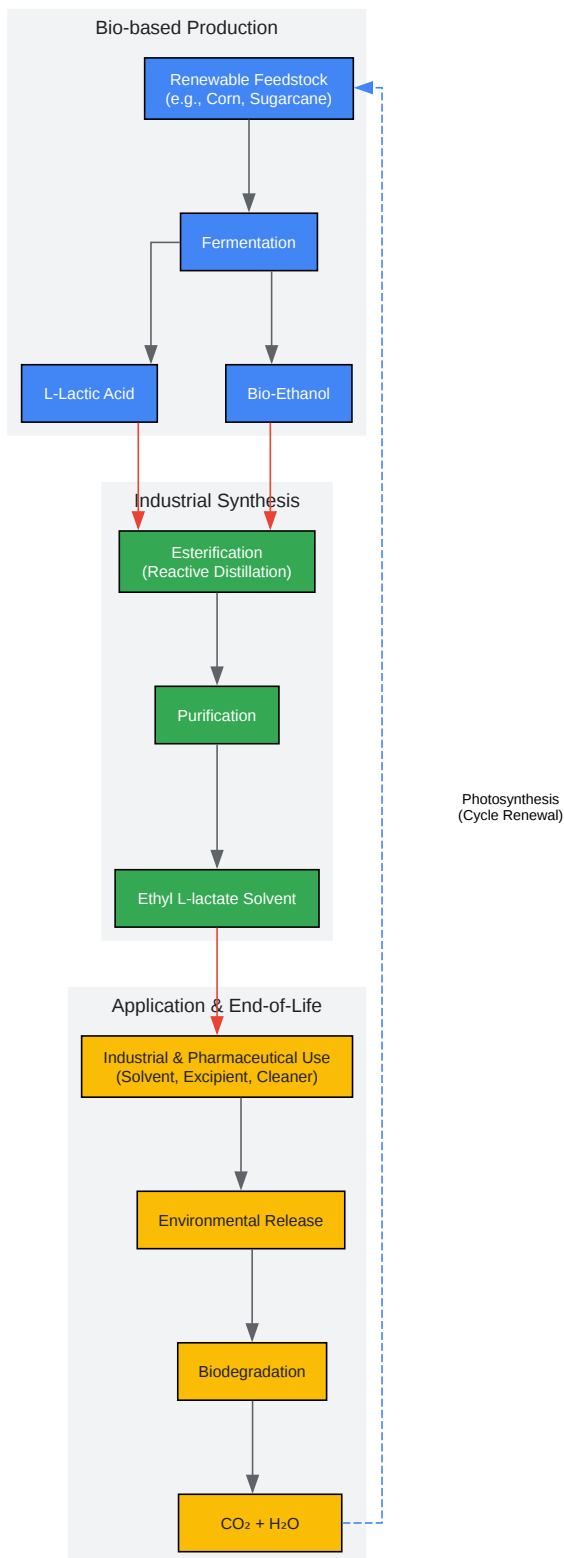 Bio-based Production
Renewable Feedstock
(e.g., Corn, Sugarcane)
Fermentation
L-Lactic Acid
Bio-Ethanol
Industrial Synthesis
Esterification
(Reactive Distillation)
Purification
Photosynthesis
(Cycle Renewal)
Ethyl L-lactate Solvent
Application & End-of-Life
Industrial & Pharmaceutical Use
(Solvent, Excipient, Cleaner)
Environmental Release
Biodegradation
CO₂ + H₂O